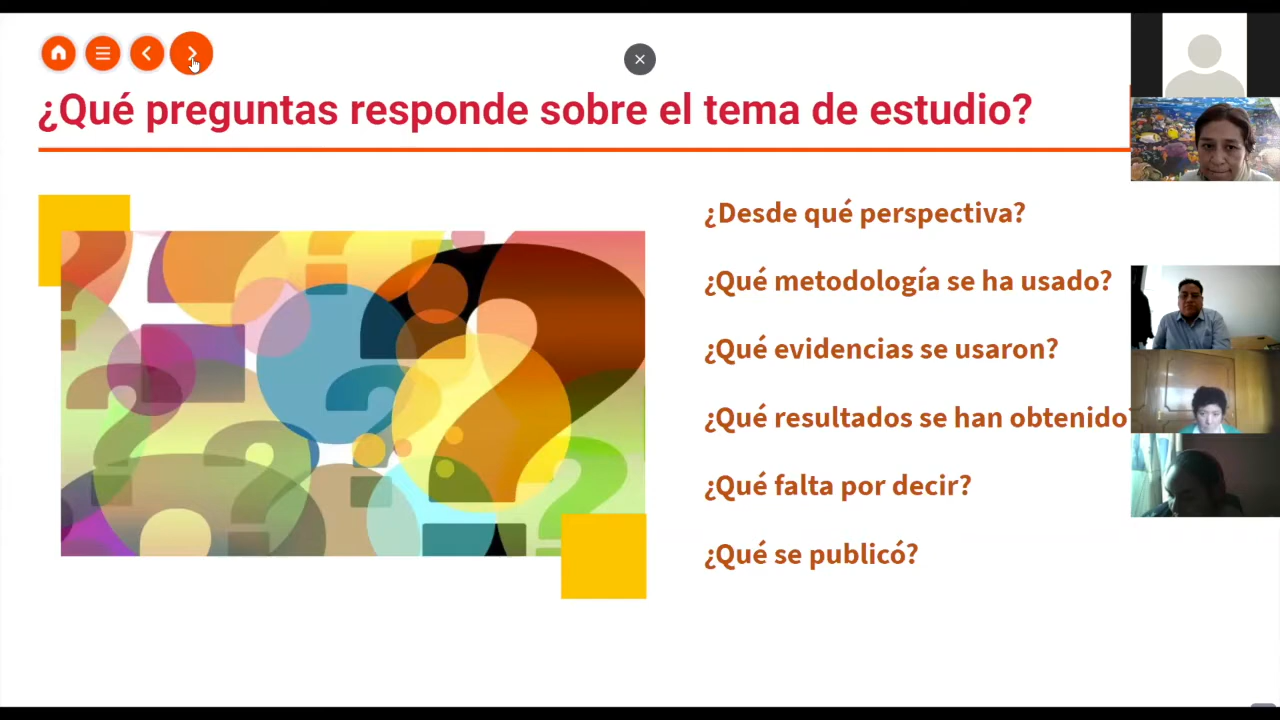 ¿Qué preguntas responde sobre el tema de estudio?
¿Desde qué perspectiva?
¿Qué metodología se ha usado?
¿Qué evidencias se usaron?
¿Qué resultados se han obtenido?
¿Qué falta por decir?
¿Qué se publicó?